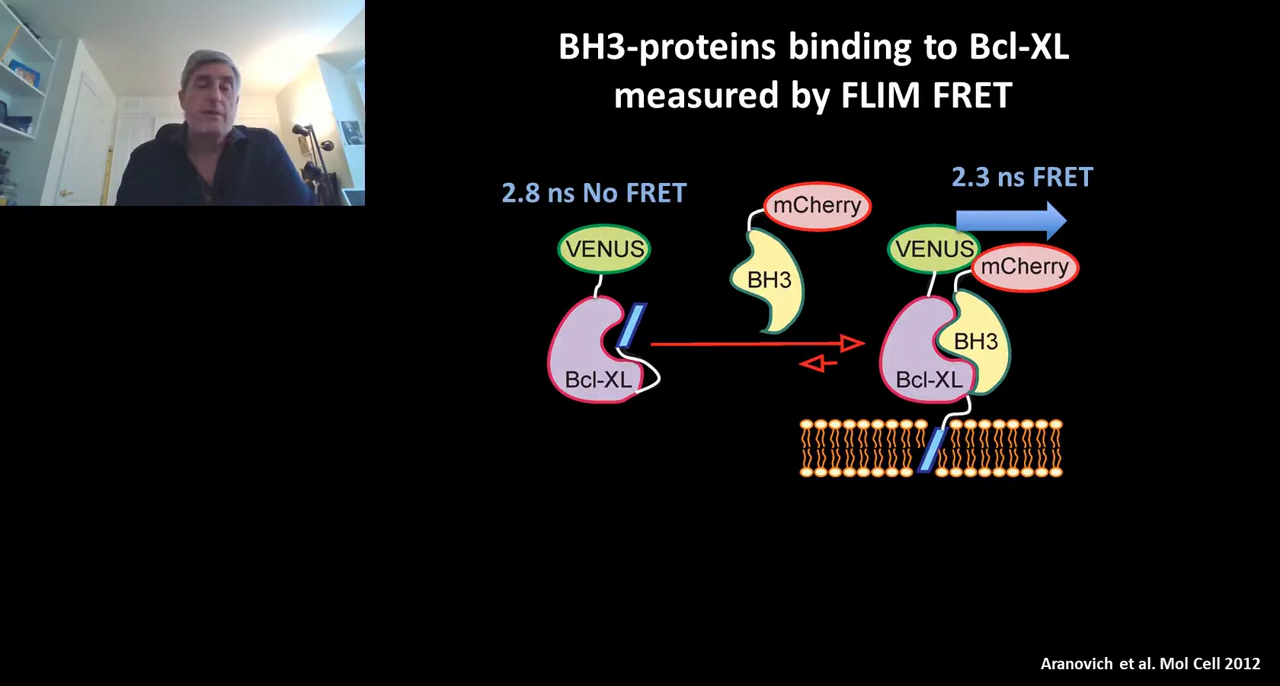 BH3-proteins binding to Bcl-XL
measured by FLIM FRET
2.8 ns No FRET
2.3 ns FRET
mCherry
VENUS
BH3
Bcl-XL
VENUS
mCherry
BH3
Bcl-XL
Aranovich et al. Mol Cell 2012